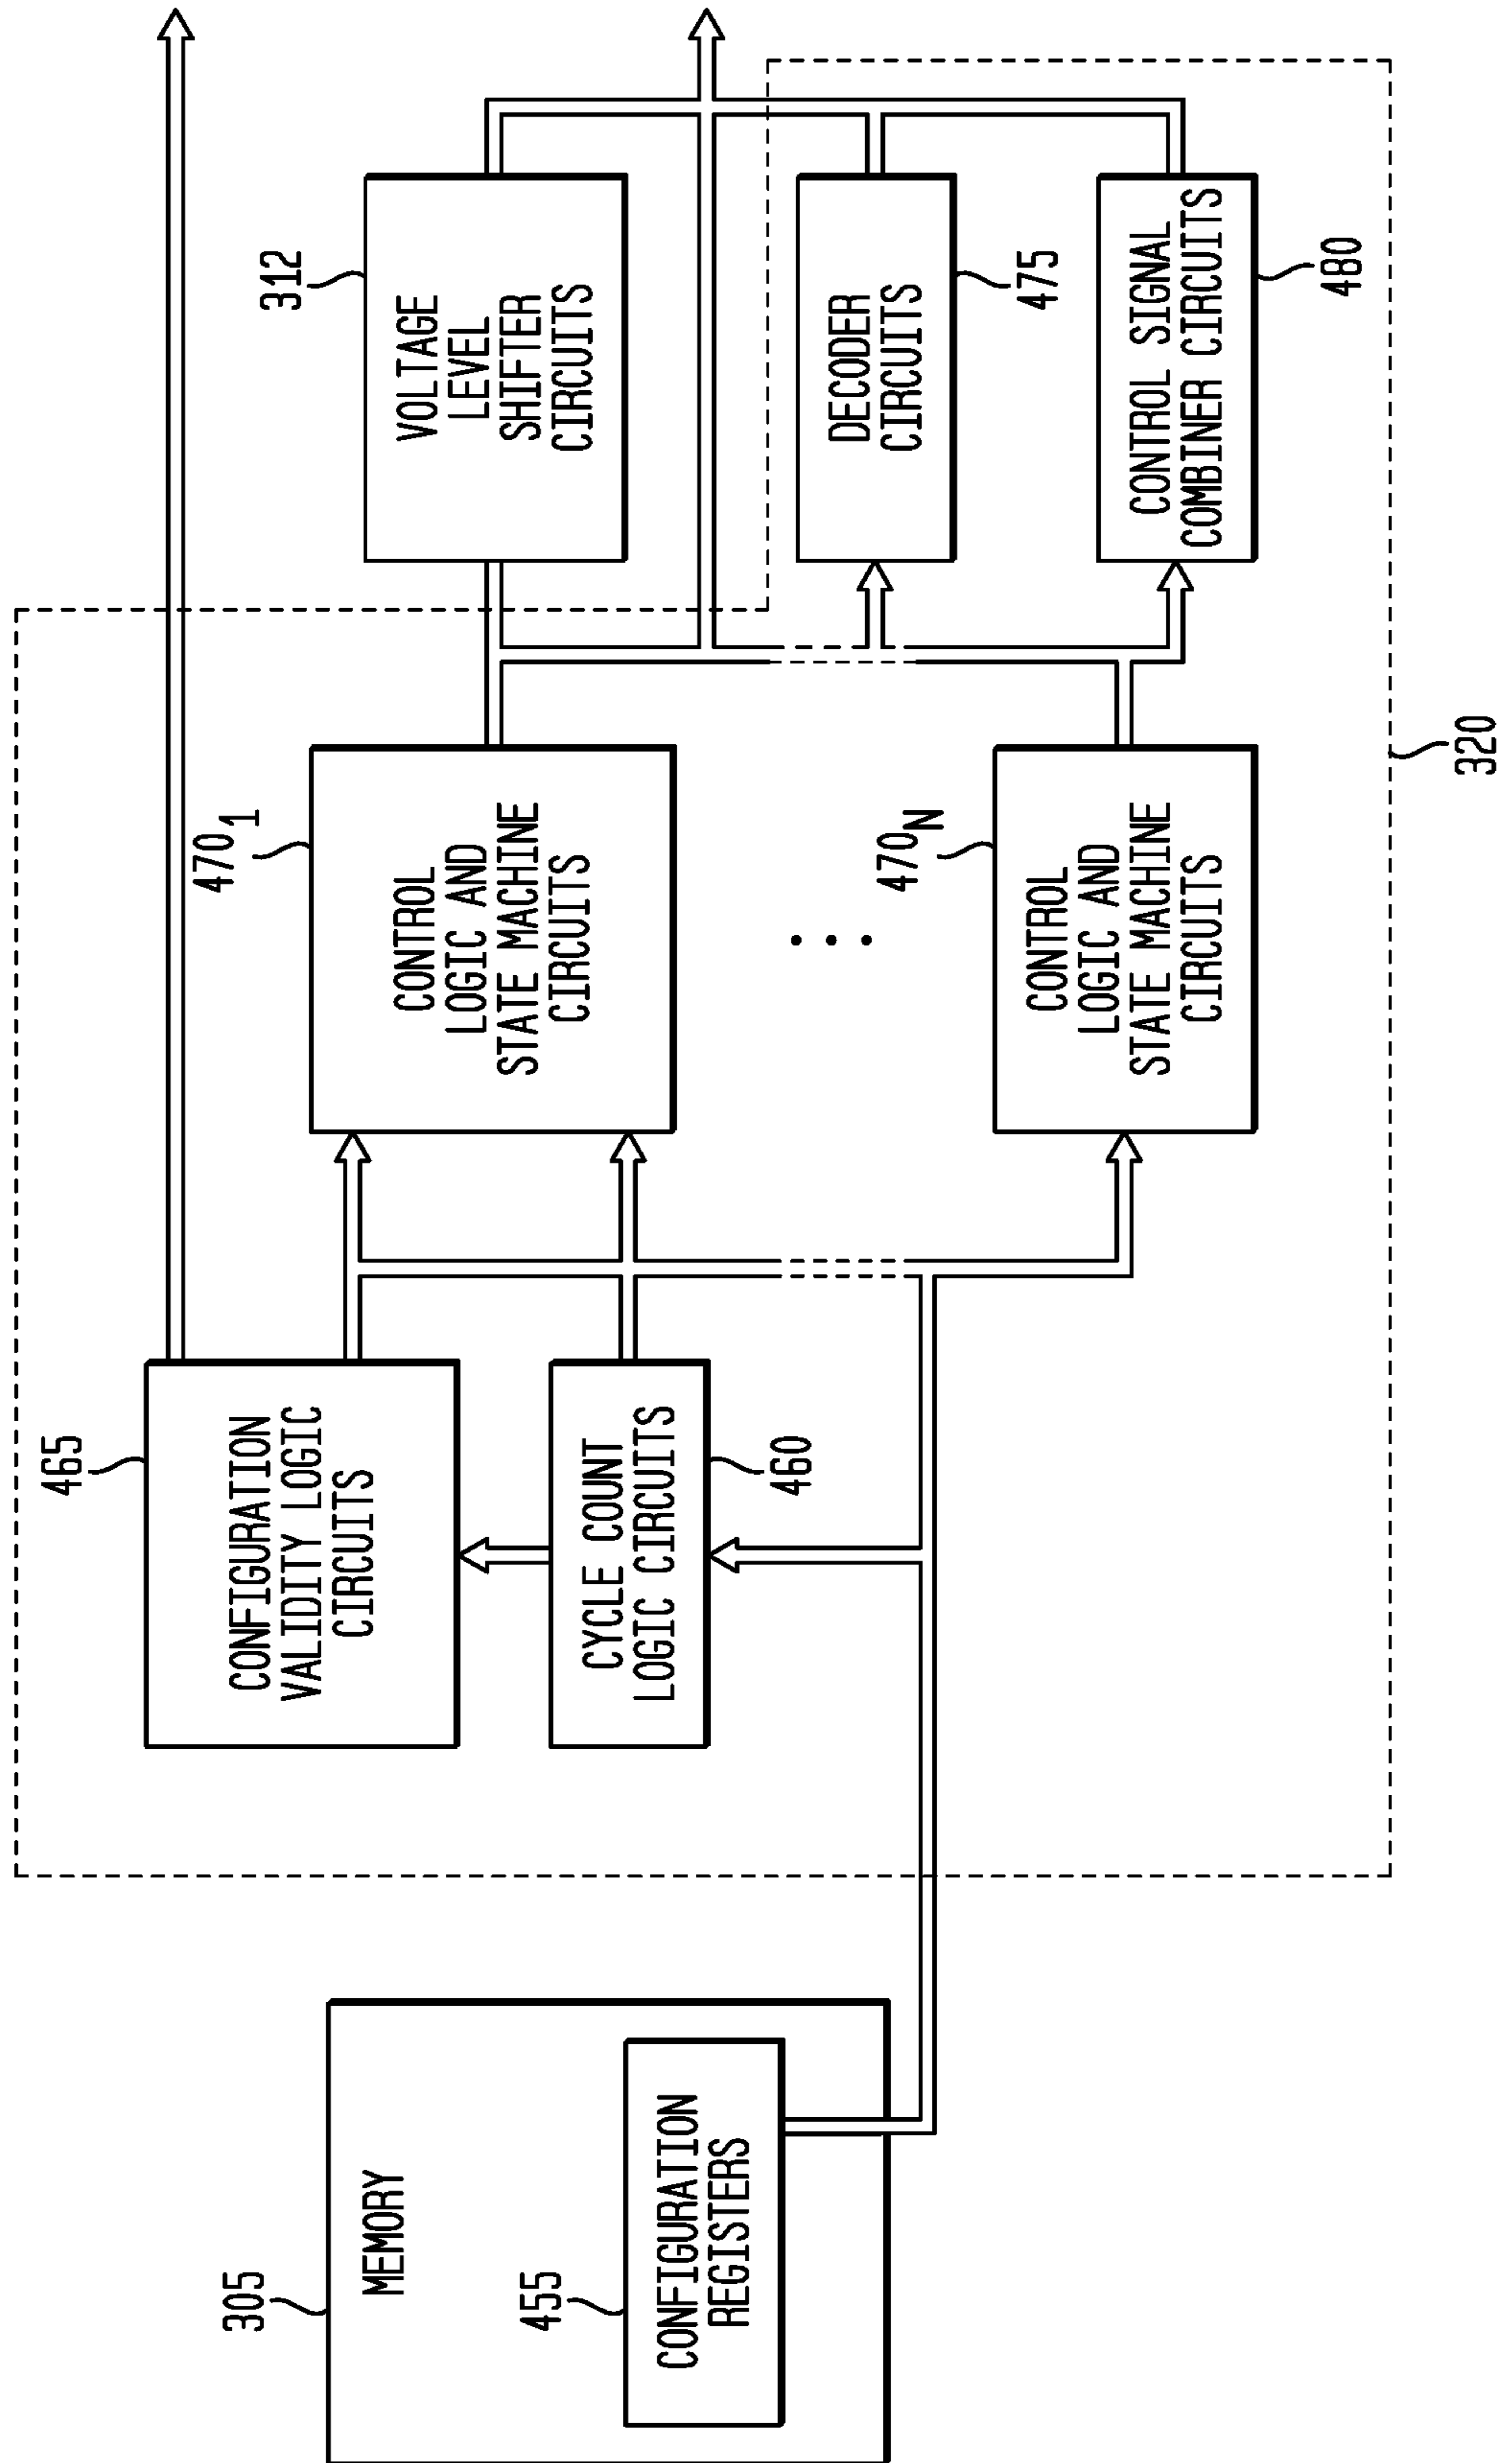 305
MEMORY
455
CONFIGURATION
REGISTERS
465
CONFIGURATION
VALIDITY LOGIC
CIRCUITS
CYCLE COUNT
LOGIC CIRCUITS
460
470₁
CONTROL
LOGIC AND
STATE MACHINE
CIRCUITS
470N
CONTROL
LOGIC AND
STATE MACHINE
CIRCUITS
312
VOLTAGE
LEVEL
SHIFTER
CIRCUITS
DECODER
CIRCUITS
475
CONTROL SIGNAL
COMBINER CIRCUITS
480
320